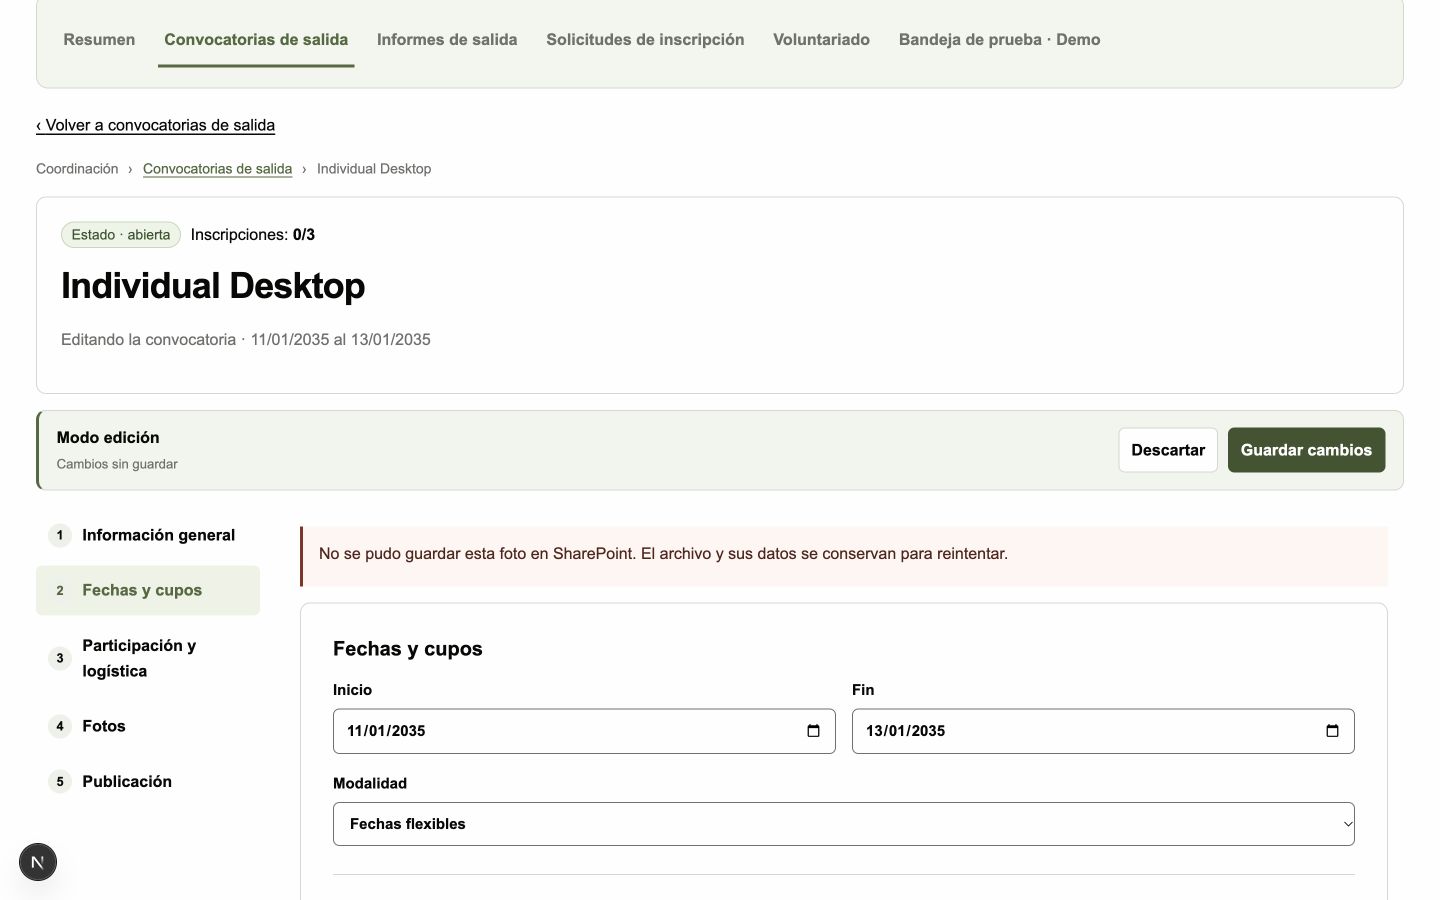 Resumen
Convocatorias de salida
Informes de salida
Solicitudes de inscripción
Voluntariado
Bandeja de prueba · Demo
‹ Volver a convocatorias de salida
Coordinación › Convocatorias de salida › Individual Desktop
Estado · abierta
Inscripciones: 0/3
Individual Desktop
Editando la convocatoria · 11/01/2035 al 13/01/2035
Modo edición
Cambios sin guardar
Descartar
Guardar cambios
1 Información general
2 Fechas y cupos
3 Participación y
logística
4 Fotos
5 Publicación
No se pudo guardar esta foto en SharePoint. El archivo y sus datos se conservan para reintentar.
Fechas y cupos
Inicio
11/01/2035
Fin
13/01/2035
Modalidad
Fechas flexibles
N